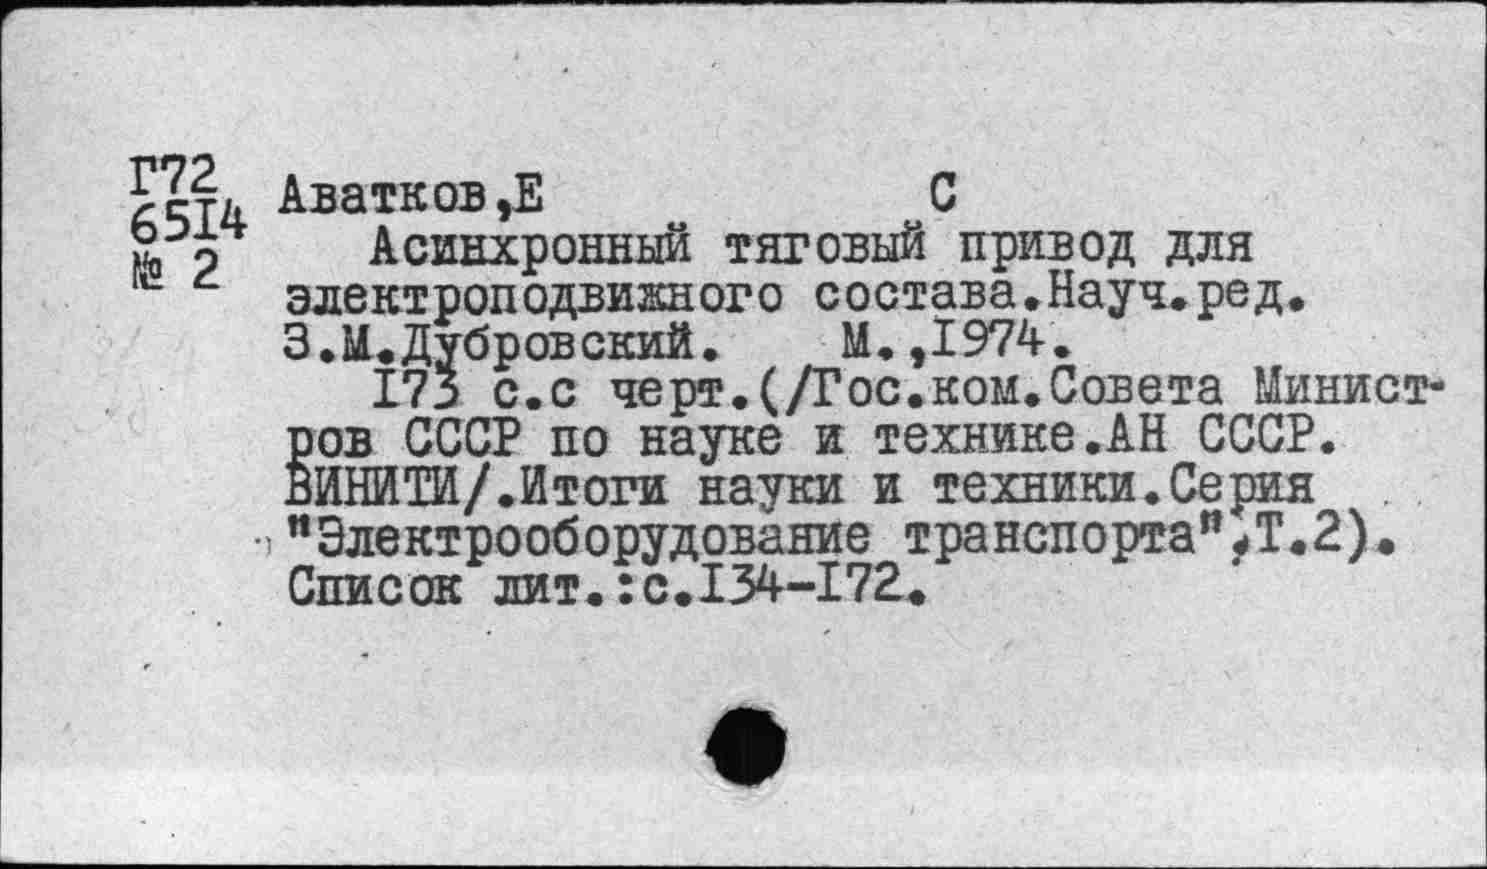 Г72
6514
№ 2
Аватков,Е С
Асинхронный тяговый привод для
электроподвижного состава.Науч.ред.
З.М.Дубровский. М.,1974.
173 с.с черт.(/Гос.ком.Совета Минист-
ров СССР по науке и технике.АН СССР.
ВИНИТИ/.Итоги науки и техники.Серия
"Электрооборудование транспорта",Т.2).
Список лит.:с.134-172.